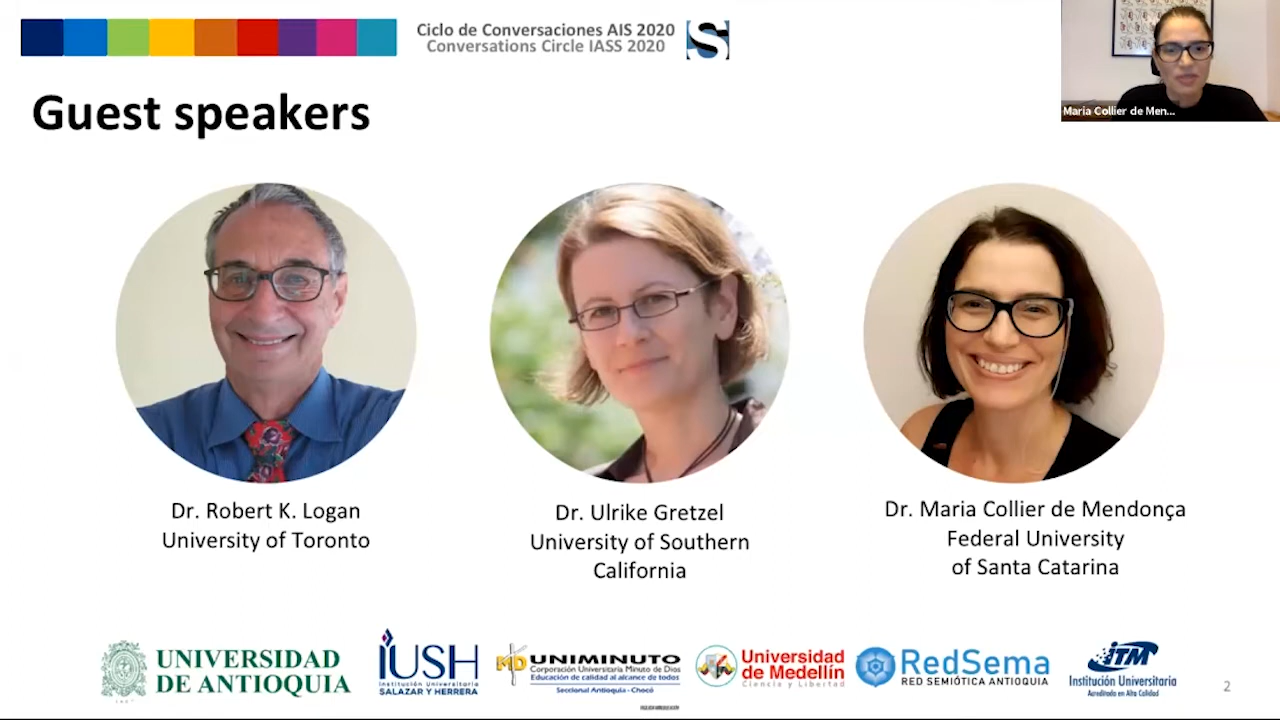 Ciclo de Conversaciones AIS 2020
Conversations Circle IASS 2020
S
Maria Collier de Men...
Guest speakers
Dr. Robert K. Logan
University of Toronto
Dr. Ulrike Gretzel
University of Southern
California
Dr. Maria Collier de Mendonça
Federal University
of Santa Catarina
UNIVERSIDAD
DE ANTIOQUIA
IUSH
Institución Universitaria
SALAZAR Y HERRERA
MD UNIMINUTO
Corporación Universitaria Minuto de Dios
Educación de calidad al alcance de todos
Seccional Antioquia - Chocó
Universidad
de Medellín
Ciencia y Libertad
RedSema
RED SEMIÓTICA ANTIOQUIA
iTM
Institución Universitaria
Acreditada en Alta Calidad
2